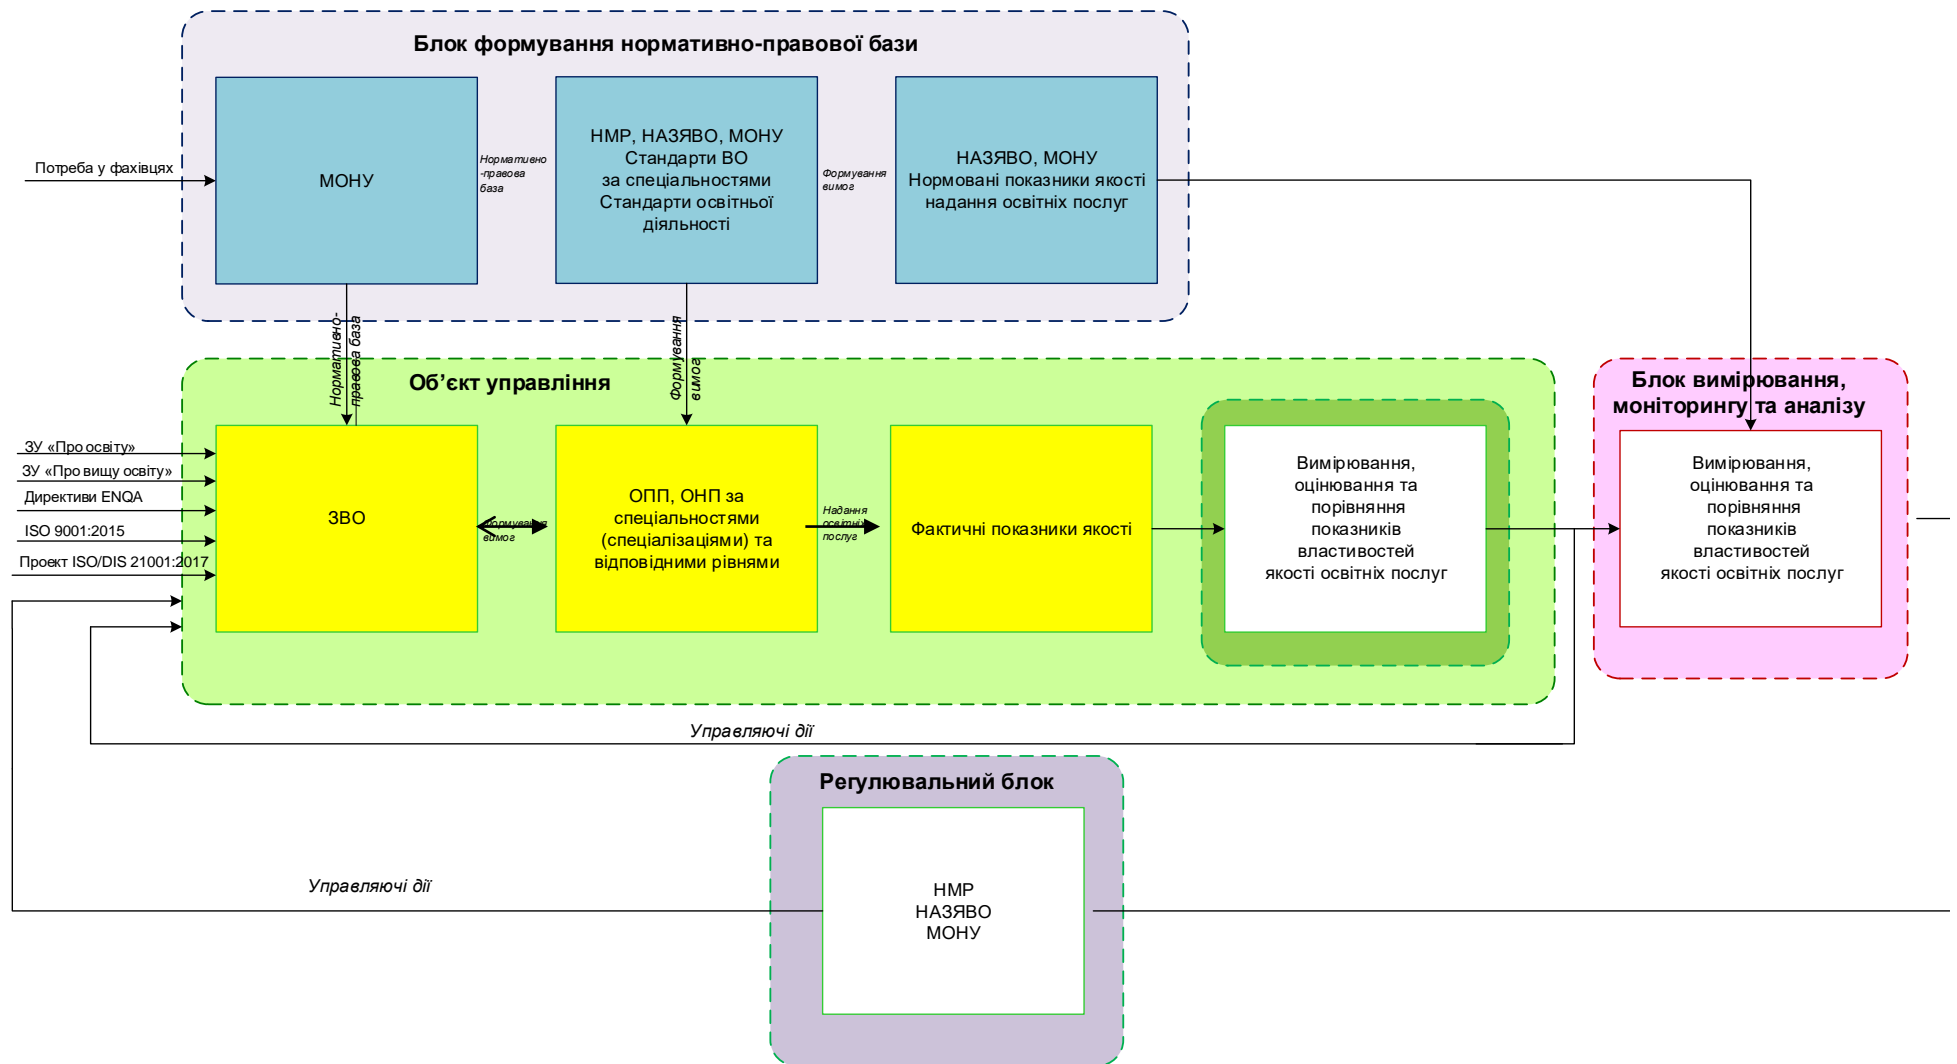 Блок формування нормативно-правової бази
Потреба у фахівцях
МОНУ
Нормативно
-правова
база
НМР, НАЗЯВО, МОНУ
Стандарти ВО
за спеціальностями
Стандарти освітньої
діяльності
Формування
вимог
НАЗЯВО, МОНУ
Нормовані показники якості
надання освітніх послуг
Нормативно-
правова база
Формування
вимог
Об’єкт управління
ЗУ «Про освіту»
ЗУ «Про вищу освіту»
Директиви ENQA
ISO 9001:2015
Проект ISO/DIS 21001:2017
ЗВО
Формування
вимог
ОПП, ОНП за
спеціальностями
(спеціалізаціями) та
відповідними рівнями
Надання
освітніх
послуг
Фактичні показники якості
Вимірювання,
оцінювання та
порівняння
показників
властивостей
якості освітніх послуг
Блок вимірювання,
моніторингу та аналізу
Вимірювання,
оцінювання та
порівняння
показників
властивостей
якості освітніх послуг
Управляючі дії
Регулювальний блок
Управляючі дії
НМР
НАЗЯВО
МОНУ